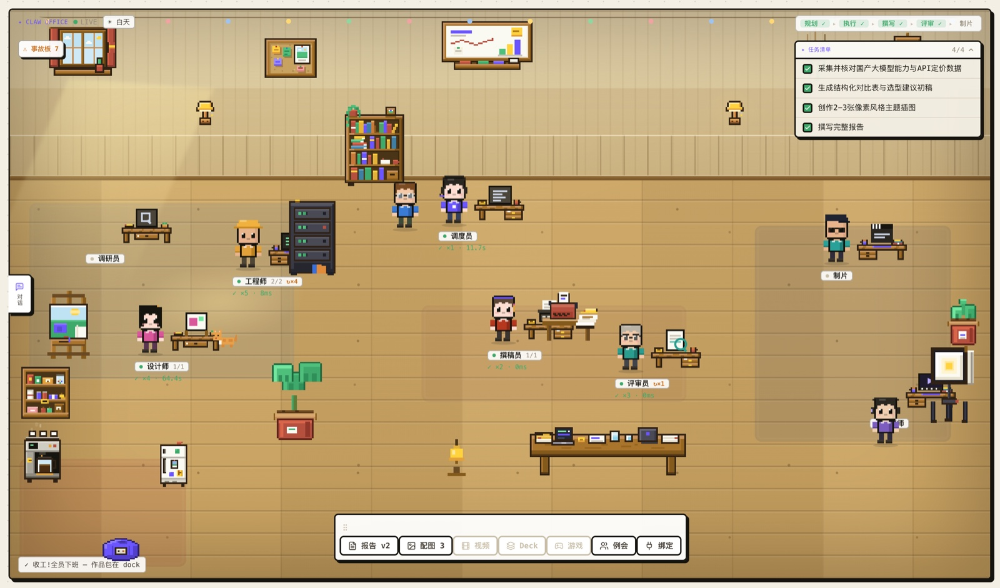 CLAW OFFICE LIVE 白天
事故板 7
规划 ✓ 执行 ✓ 撰写 ✓ 评审 ✓ 制片
任务清单 4/4
采集并核对国产大模型能力与API定价数据
生成结构化对比表与选型建议初稿
创作2-3张像素风格主题插图
撰写完整报告
调度员
✓ ×1 · 11.7s
调研员
制片
工程师 2/2 ↻×4
✓ ×5 · 8ms
对话
撰稿员 1/1
✓ ×2 · 0ms
设计师 1/1
✓ ×4 · 64.4s
评审员 ↻×1
✓ ×3 · 0ms
师
报告 v2 配图 3 视频 Deck 游戏 例会 绑定
✓ 收工!全员下班 — 作品包在 dock